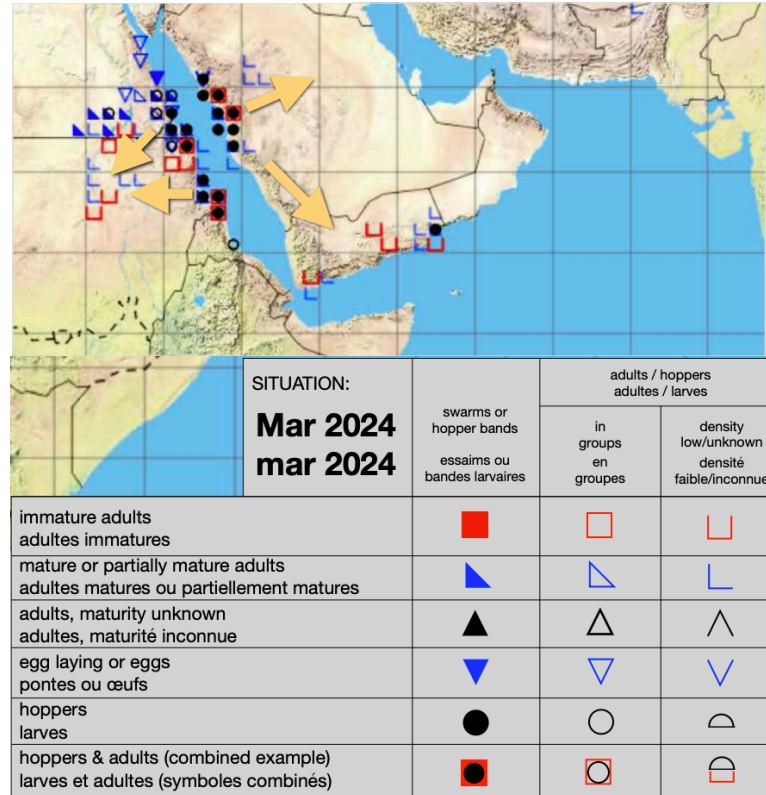 SITUATION:
Mar 2024
mar 2024
swarms or
hopper bands
essaims ou
bandes larvaires
adults / hoppers
adultes / larves
in
groups
en
groupes
density
low/unknown
densité
faible/inconnue
immature adults
adultes immatures
mature or partially mature adults
adultes matures ou partiellement matures
adults, maturity unknown
adultes, maturité inconnue
egg laying or eggs
pontes ou œufs
hoppers
larves
hoppers & adults (combined example)
larves et adultes (symboles combinés)